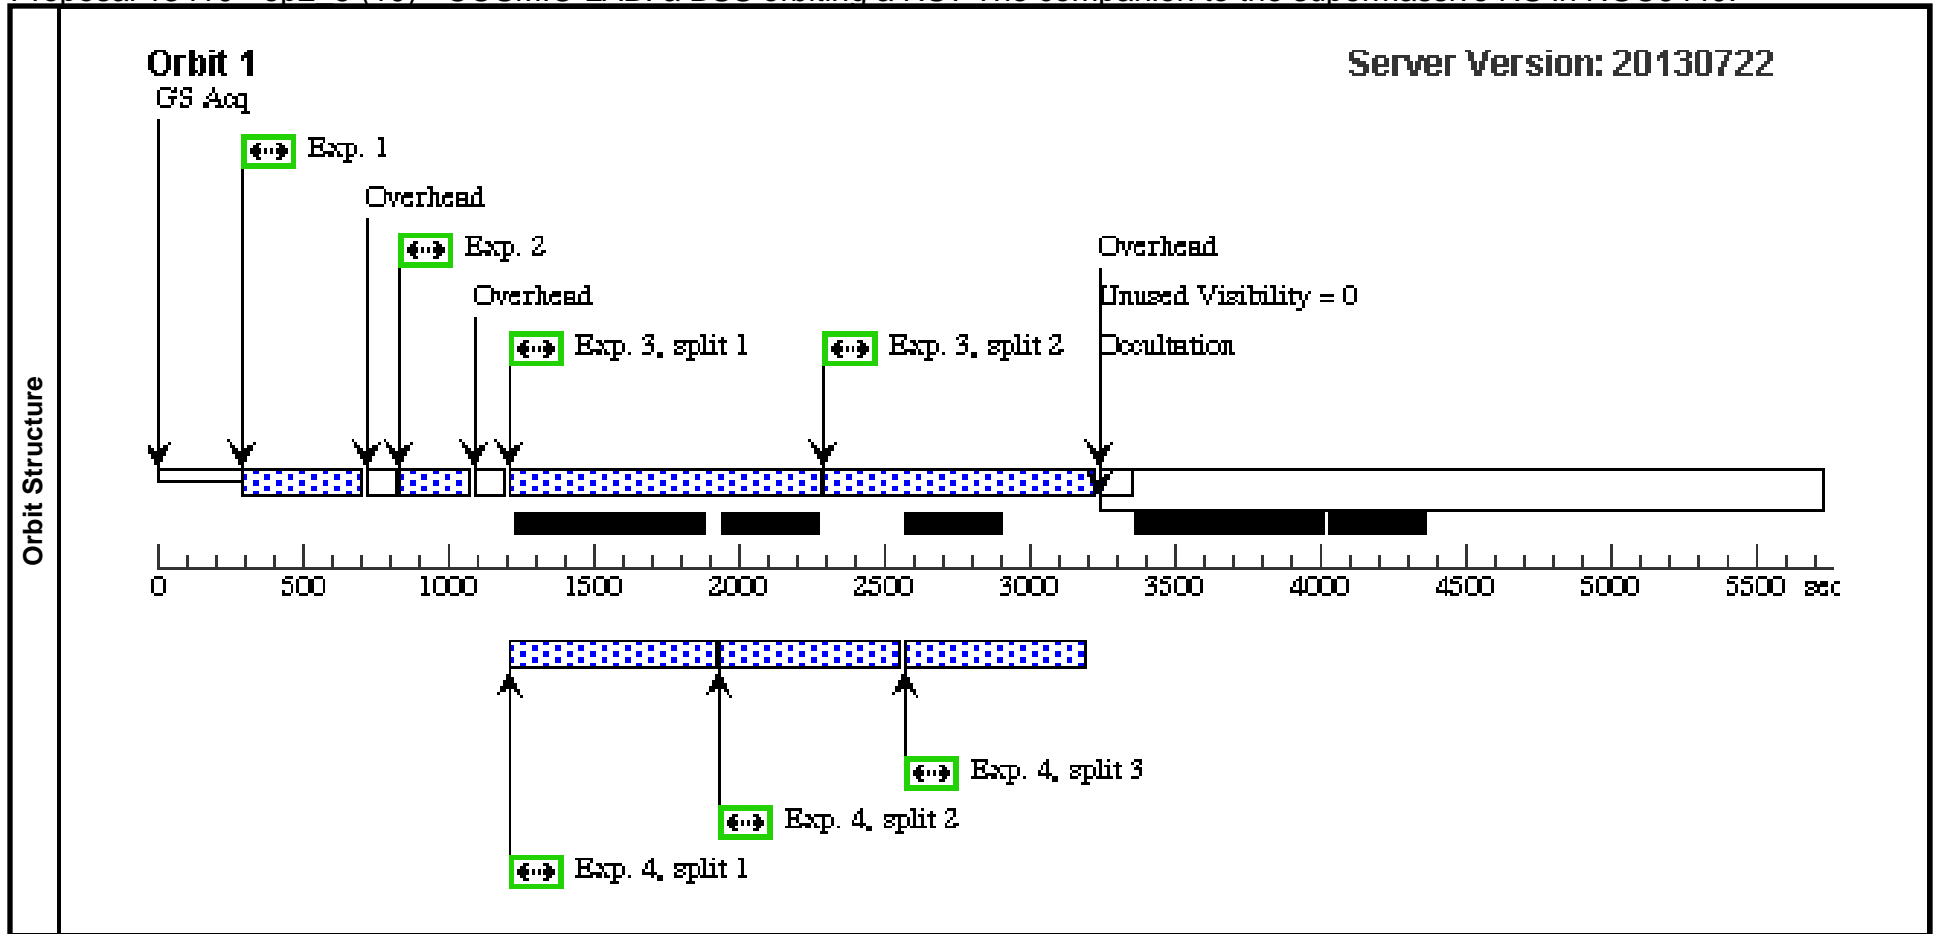 Orbit 1
Server Version: 20130722
GS Acq
Exp. 1
Overhead
Exp. 2
Overhead
Overhead
Unused Visibility = 0
Exp. 3, split 1
Exp. 3, split 2
Occultation
Orbit Structure
0 500 1000 1500 2000 2500 3000 3500 4000 4500 5000 5500 sec
Exp. 4, split 3
Exp. 4, split 2
Exp. 4, split 1